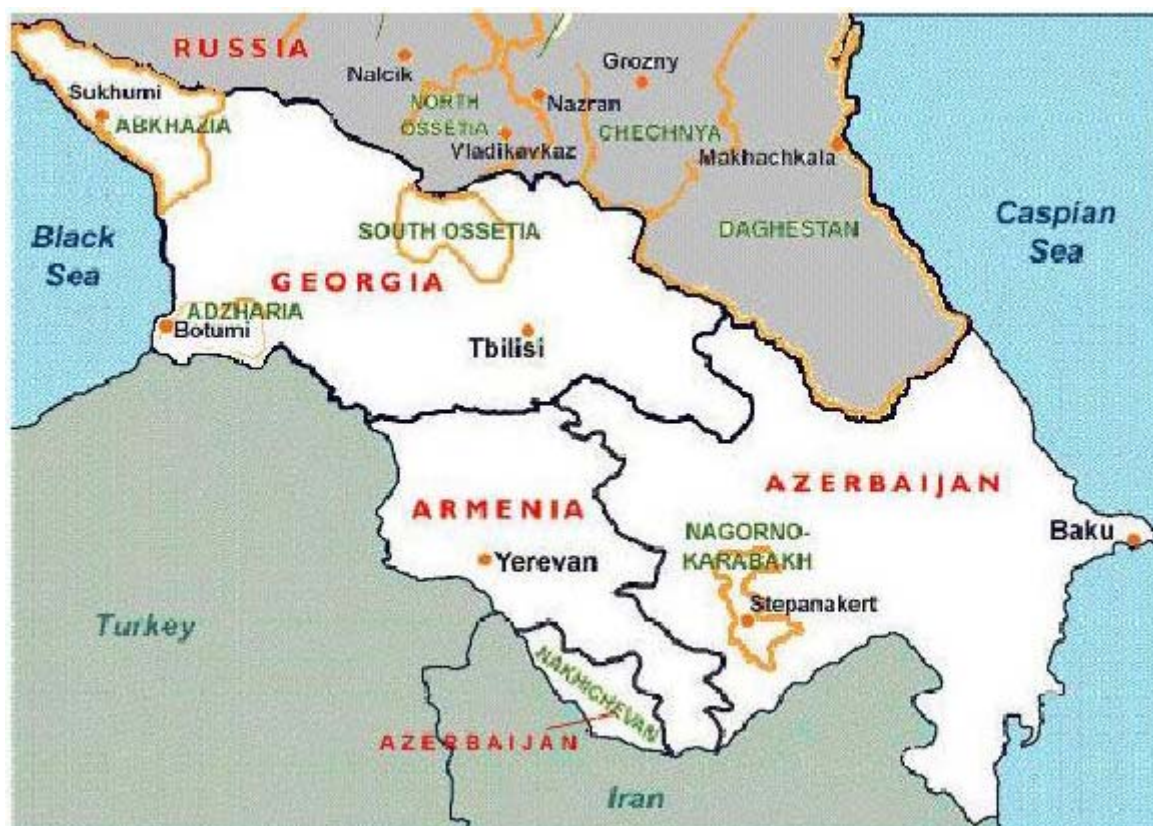 RUSSIA
Nalcik
Grozny
Sukhumi
ABKHAZIA
NORTH
OSSETIA
Nazran
CHECHNYA
Vladikavkaz
Makhachkala
Black
Sea
SOUTH OSSETIA
DAGHESTAN
Caspian
Sea
GEORGIA
ADZHARIA
Botumi
Tbilisi
AZERBAIJAN
ARMENIA
NAGORNO-
KARABAKH
Baku
Yerevan
Stepanakert
Turkey
NAKHICHEVAN
AZERBAIJAN
Iran